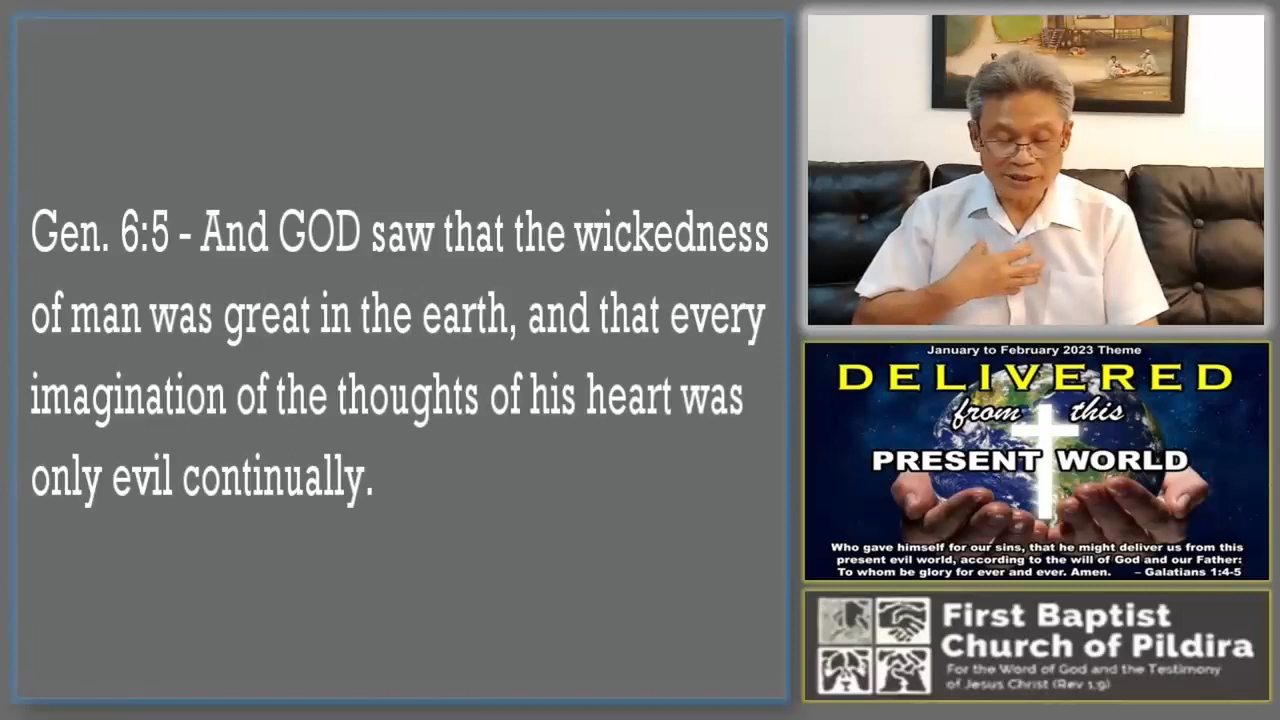 Gen. 6:5 - And GOD saw that the wickedness
of man was great in the earth, and that every
imagination of the thoughts of his heart was
only evil continually.
January to February 2023 Theme
DELIVERED
from this
PRESENT WORLD
Who gave himself for our sins, that he might deliver us from this
present evil world, according to the will of God and our Father:
To whom be glory for ever and ever. Amen. – Galatians 1:4-5
First Baptist
Church of Pildira
For the Word of God and the Testimony
of Jesus Christ (Rev 1:9)